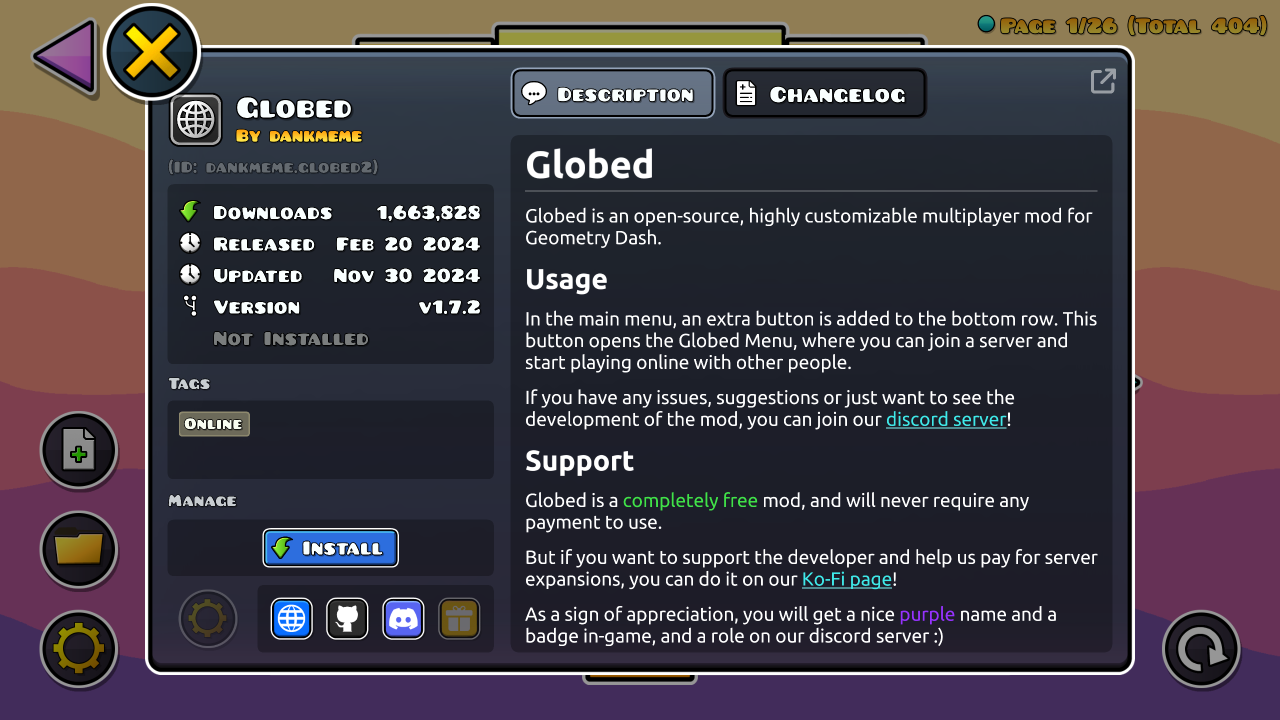 Page 1/26 (Total 404)
Globed
By dankmeme
(ID: dankmeme.globed2)
Downloads 1,663,828
Released Feb 20 2024
Updated Nov 30 2024
Version v1.7.2
Not Installed
Tags
Online
Manage
Install
Description
Changelog
Globed
Globed is an open-source, highly customizable multiplayer mod for
Geometry Dash.
Usage
In the main menu, an extra button is added to the bottom row. This
button opens the Globed Menu, where you can join a server and
start playing online with other people.
If you have any issues, suggestions or just want to see the
development of the mod, you can join our discord server!
Support
Globed is a completely free mod, and will never require any
payment to use.
But if you want to support the developer and help us pay for server
expansions, you can do it on our Ko-Fi page!
As a sign of appreciation, you will get a nice purple name and a
badge in-game, and a role on our discord server :)